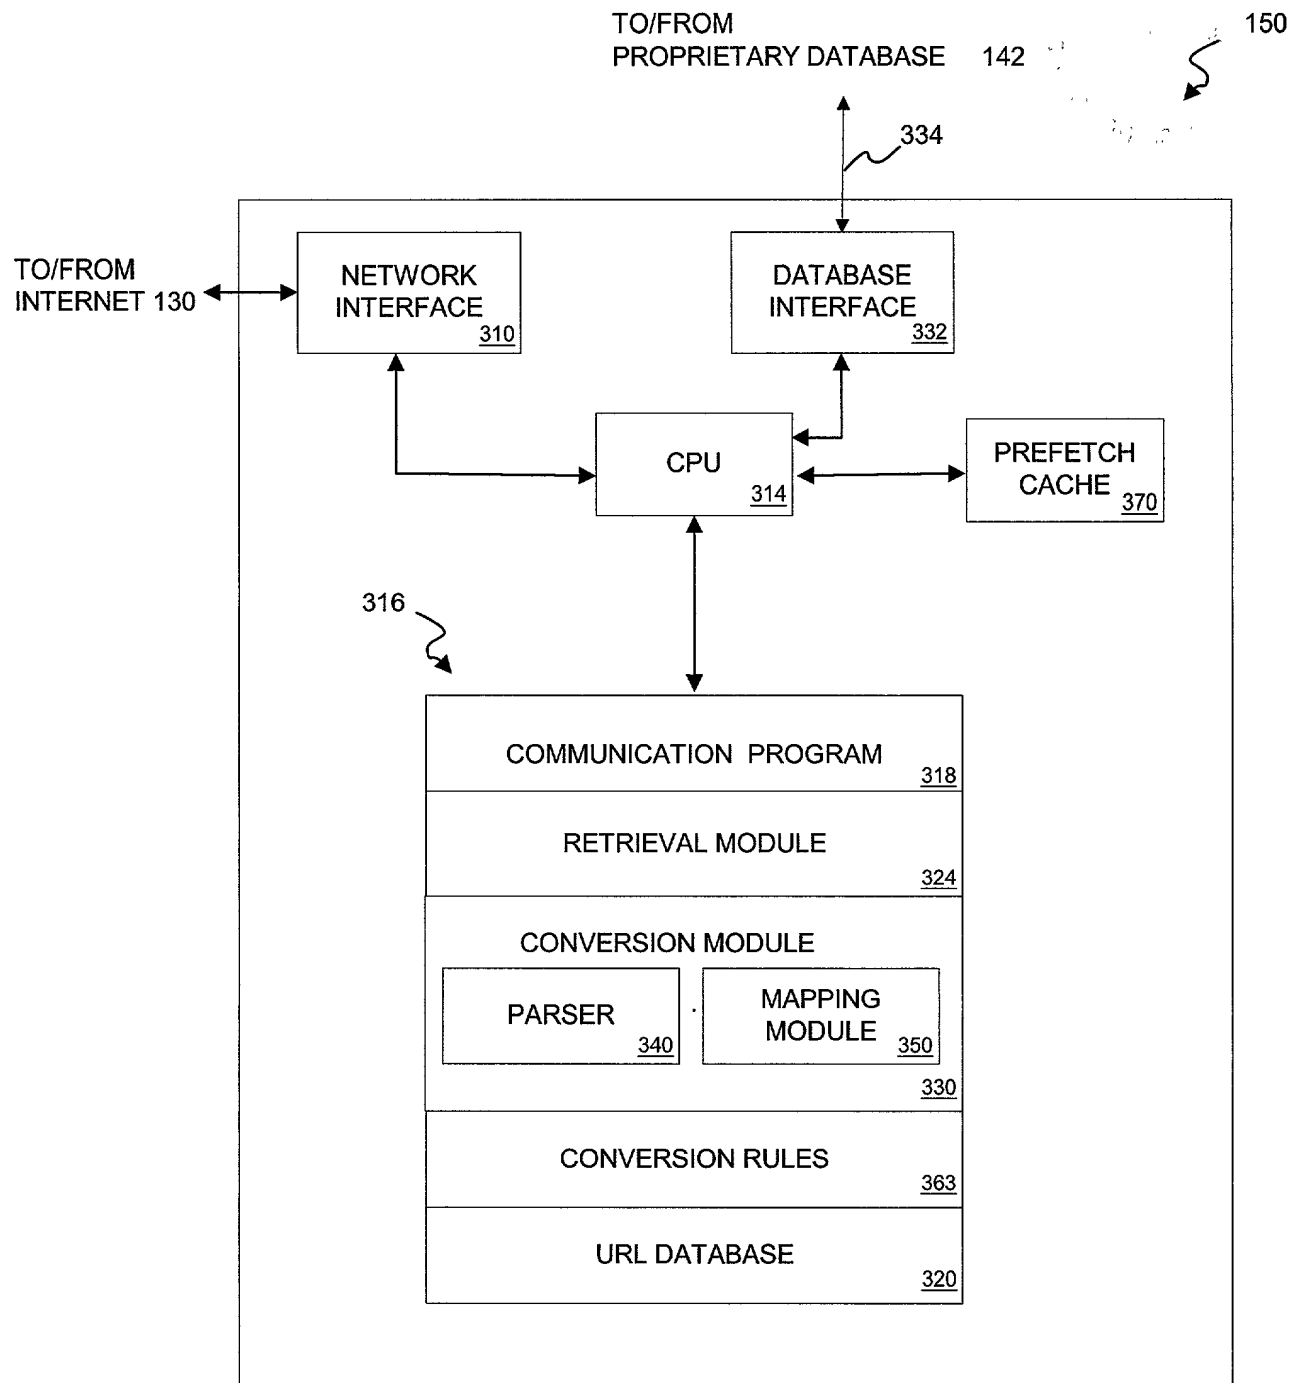 TO/FROM
PROPRIETARY DATABASE 142
150
334
TO/FROM
INTERNET 130
NETWORK
INTERFACE
310
DATABASE
INTERFACE
332
CPU
314
PREFETCH
CACHE
370
316
COMMUNICATION PROGRAM
318
RETRIEVAL MODULE
324
CONVERSION MODULE
PARSER
340
MAPPING
MODULE
350
330
CONVERSION RULES
363
URL DATABASE
320